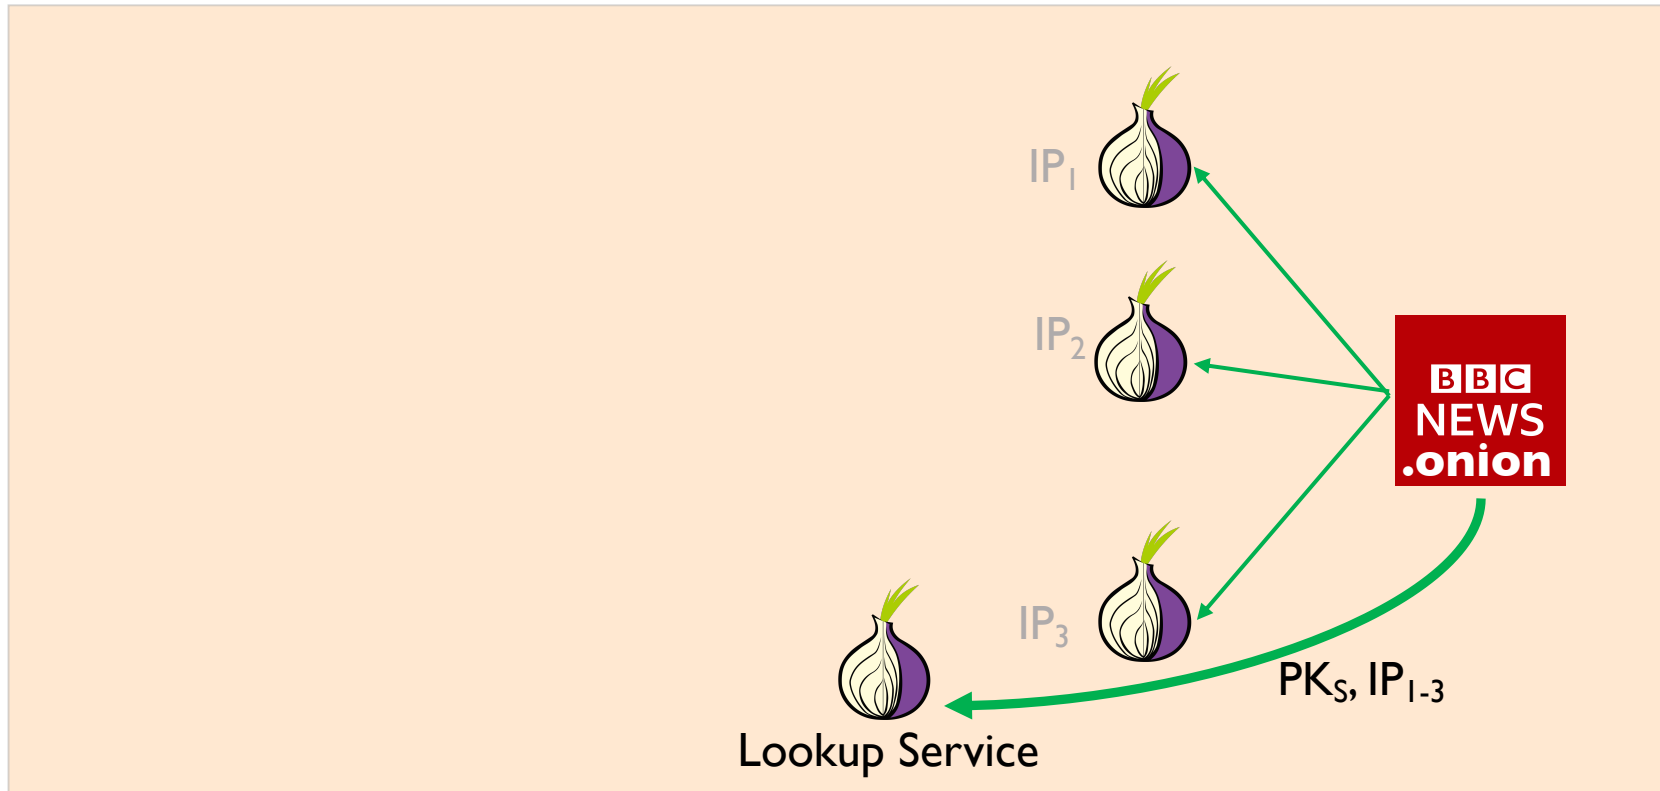 IP1
IP2
BBC
NEWS
.onion
IP3
PKS, IP1-3
Lookup Service